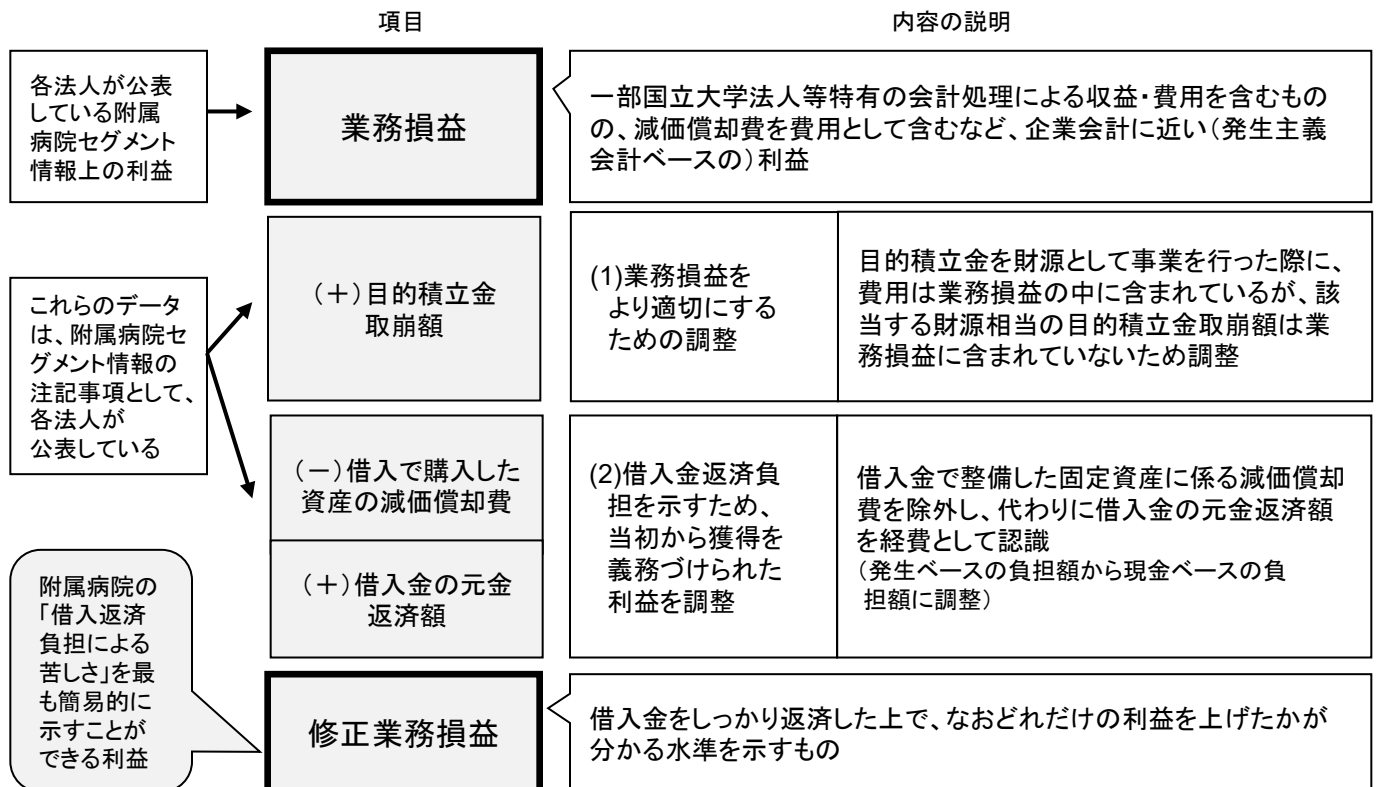 項目
内容の説明
各法人が公表
している附属
病院セグメント
情報上の利益
業務損益
一部国立大学法人等特有の会計処理による収益・費用を含むもの
の、減価償却費を費用として含むなど、企業会計に近い(発生主義
会計ベースの)利益
これらのデータ
は、附属病院セ
グメント情報の
注記事項として、
各法人が
公表している
(+)目的積立金
取崩額
(1)業務損益を
より適切にする
ための調整
目的積立金を財源として事業を行った際に、
費用は業務損益の中に含まれているが、該
当する財源相当の目的積立金取崩額は業
務損益に含まれていないため調整
(-)借入で購入した
資産の減価償却費
(+)借入金の元金
返済額
(2)借入金返済負
担を示すため、
当初から獲得を
義務づけられた
利益を調整
借入金で整備した固定資産に係る減価償却
費を除外し、代わりに借入金の元金返済額
を経費として認識
(発生ベースの負担額から現金ベースの負
担額に調整)
附属病院の
「借入返済
負担による
苦しさ」を最
も簡易的に
示すことが
できる利益
修正業務損益
借入金をしっかり返済した上で、なおどれだけの利益を上げたかが
分かる水準を示すもの